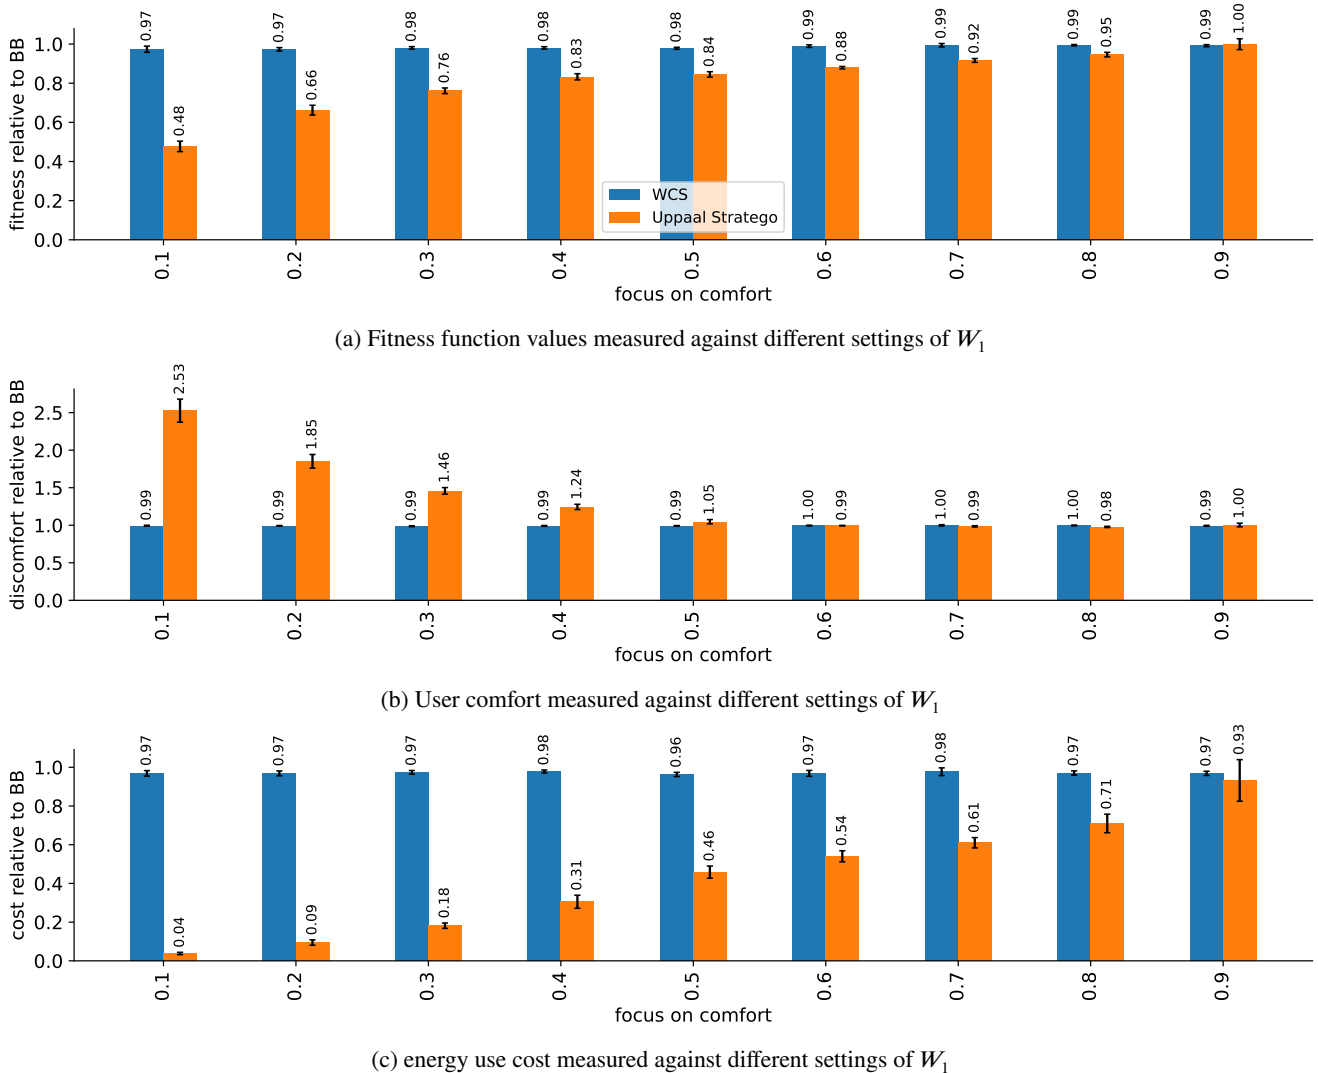 fitness relative to BB
1.0
0.8
0.6
0.4
0.2
0.0
0.97 0.48 0.97 0.66 0.98 0.76 0.98 0.83 0.98 0.84 0.99 0.88 0.99 0.92 0.99 0.95 0.99 1.00
WCS
Uppaal Stratego
0.1 0.2 0.3 0.4 0.5 0.6 0.7 0.8 0.9
focus on comfort
(a) Fitness function values measured against different settings of W₁
discomfort relative to BB
2.5
2.0
1.5
1.0
0.5
0.0
0.99 2.53 0.99 1.85 0.99 1.46 0.99 1.24 0.99 1.05 1.00 0.99 1.00 0.99 1.00 0.98 0.99 1.00
0.1 0.2 0.3 0.4 0.5 0.6 0.7 0.8 0.9
focus on comfort
(b) User comfort measured against different settings of W₁
cost relative to BB
1.0
0.8
0.6
0.4
0.2
0.0
0.97 0.04 0.97 0.09 0.97 0.18 0.98 0.31 0.96 0.46 0.97 0.54 0.98 0.61 0.97 0.71 0.97 0.93
0.1 0.2 0.3 0.4 0.5 0.6 0.7 0.8 0.9
focus on comfort
(c) energy use cost measured against different settings of W₁